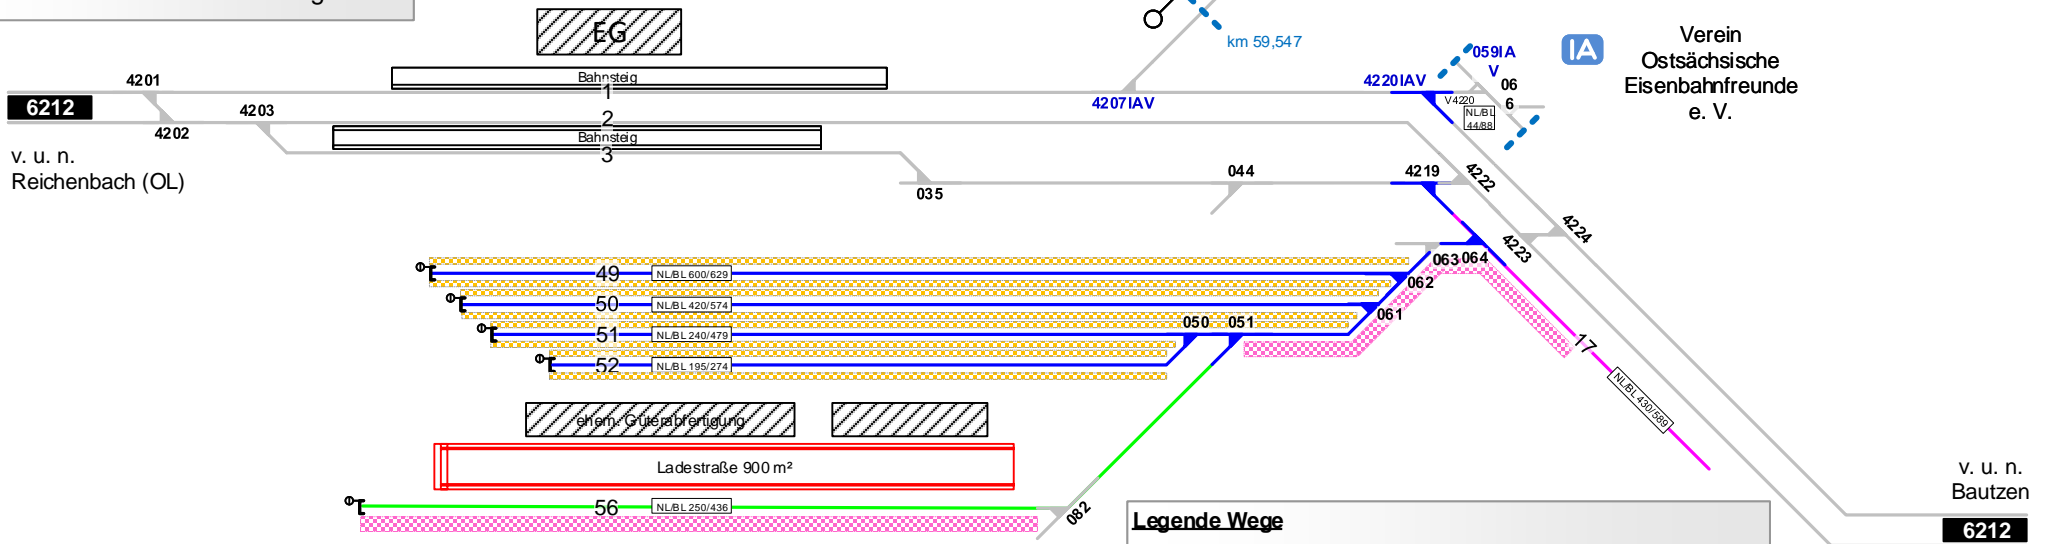 EG
km 59,547
Verein
Ostsächsische
Eisenbahnfreunde
e. V.
IA
059IA
V
06
6
4201
Bahnsteig
1
4220IAV
6212
4203
4202
2
4207IAV
V4220
NL/BL
44/88
Bahnsteig
3
v. u. n.
Reichenbach (OL)
035
044
4219
4222
4224
4223
49
NL/BL 600/629
063
064
062
50
NL/BL 420/574
061
51
NL/BL 240/479
050
051
52
NL/BL 195/274
17
NL/BL 430/589
ehem. Güterabfertigung
Ladestraße 900 m²
56
NL/BL 250/436
082
Legende Wege
v. u. n.
Bautzen
6212